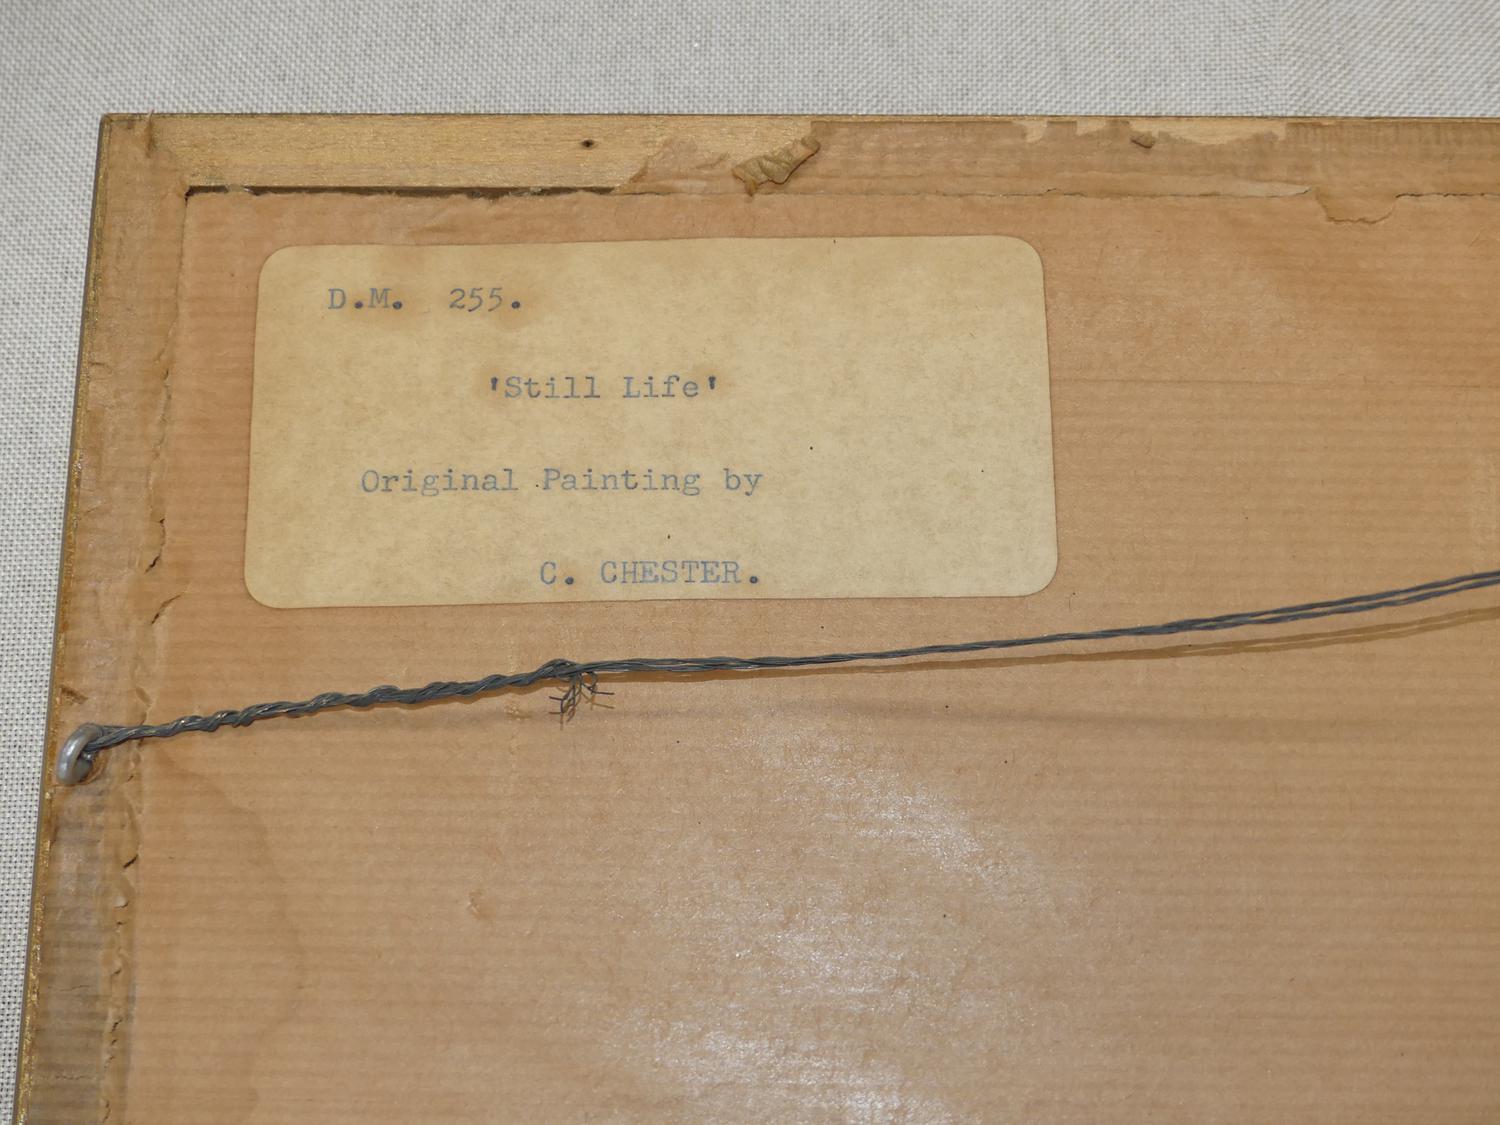 D.M. 255.
'Still Life'
Original Painting by
C. CHESTER.